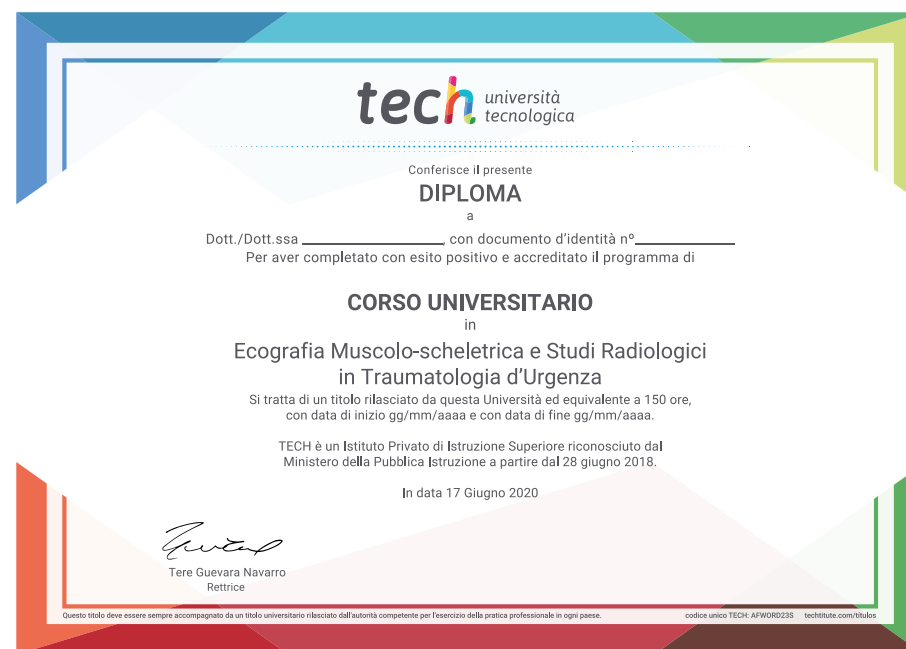 tech università
tecnologica
Conferisce il presente
DIPLOMA
a
Dott./Dott.ssa ____________________, con documento d'identità nº______________
Per aver completato con esito positivo e accreditato il programma di
CORSO UNIVERSITARIO
in
Ecografia Muscolo-scheletrica e Studi Radiologici
in Traumatologia d'Urgenza
Si tratta di un titolo rilasciato da questa Università ed equivalente a 150 ore,
con data di inizio gg/mm/aaaa e con data di fine gg/mm/aaaa.
TECH è un Istituto Privato di Istruzione Superiore riconosciuto dal
Ministero della Pubblica Istruzione a partire dal 28 giugno 2018.
In data 17 Giugno 2020
Tere Guevara Navarro
Rettrice
Questo titolo deve essere sempre accompagnato da un titolo universitario rilasciato dall'autorità competente per l'esercizio della pratica professionale in ogni paese. codice unico TECH: AFWORD23S techtitute.com/titulos